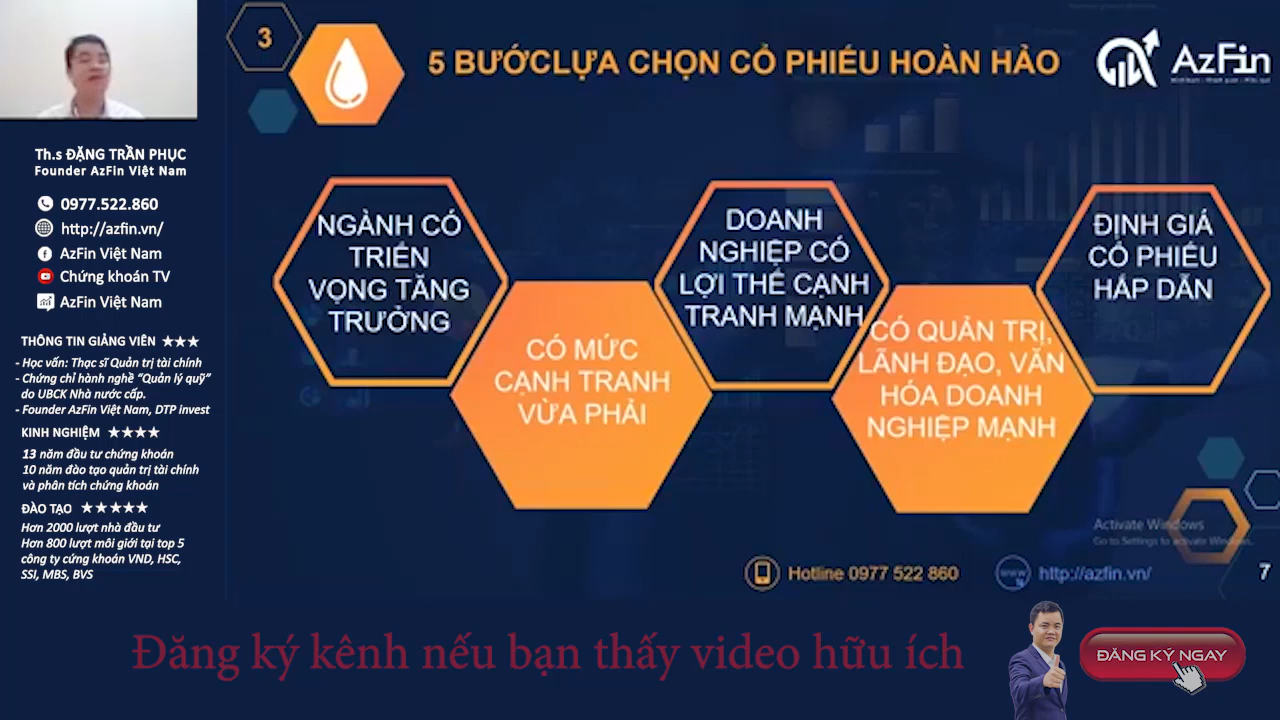 3
5 BƯỚCLỰA CHỌN CỔ PHIẾU HOÀN HẢO
AzFin
Th.s ĐẶNG TRẦN PHỤC
Founder AzFin Việt Nam
0977.522.860
http://azfin.vn/
AzFin Việt Nam
Chứng khoán TV
AzFin Việt Nam
THÔNG TIN GIẢNG VIÊN ★★★
- Học vấn: Thạc sĩ Quản trị tài chính
- Chứng chỉ hành nghề “Quản lý quỹ”
do UBCK Nhà nước cấp.
- Founder AzFin Việt Nam, DTP invest
KINH NGHIỆM ★★★★
13 năm đầu tư chứng khoán
10 năm đào tạo quản trị tài chính
và phân tích chứng khoán
ĐÀO TẠO ★★★★★
Hơn 2000 lượt nhà đầu tư
Hơn 800 lượt môi giới tại top 5
công ty cứng khoán VND, HSC,
SSI, MBS, BVS
NGÀNH CÓ
TRIỂN
VỌNG TĂNG
TRƯỞNG
CÓ MỨC
CẠNH TRANH
VỪA PHẢI
DOANH
NGHIỆP CÓ
LỢI THẾ CẠNH
TRANH MẠNH
CÓ QUẢN TRỊ,
LÃNH ĐẠO, VĂN
HÓA DOANH
NGHIỆP MẠNH
ĐỊNH GIÁ
CỔ PHIẾU
HẤP DẪN
Activate Windows
Go to Settings to activate Windows.
Hotline 0977 522 860
www
http://azfin.vn/
7
Đăng ký kênh nếu bạn thấy video hữu ích
ĐĂNG KÝ NGAY